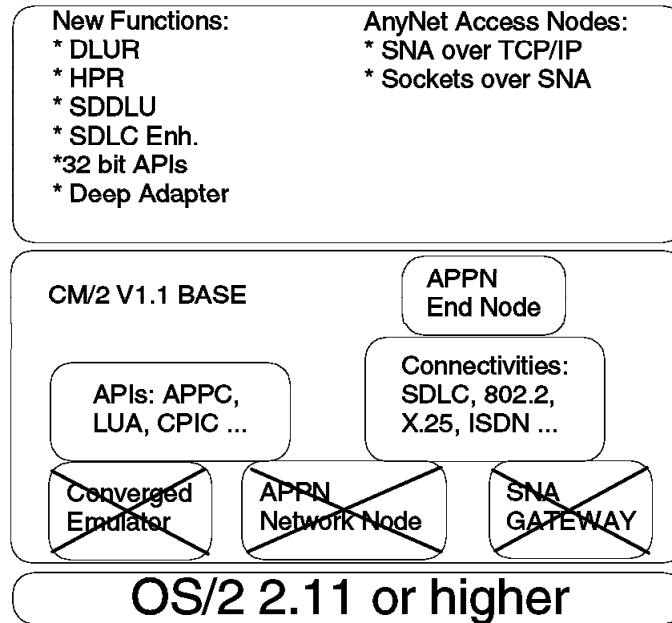 New Functions:
* DLUR
* HPR
* SDDLU
* SDLC Enh.
*32 bit APIs
* Deep Adapter
AnyNet Access Nodes:
* SNA over TCP/IP
* Sockets over SNA
CM/2 V1.1 BASE
APPN
End Node
APIs: APPC,
LUA, CPIC ...
Connectivities:
SDLC, 802.2,
X.25, ISDN ...
Converged
Emulator
APPN
Network Node
SNA
GATEWAY
OS/2 2.11 or higher